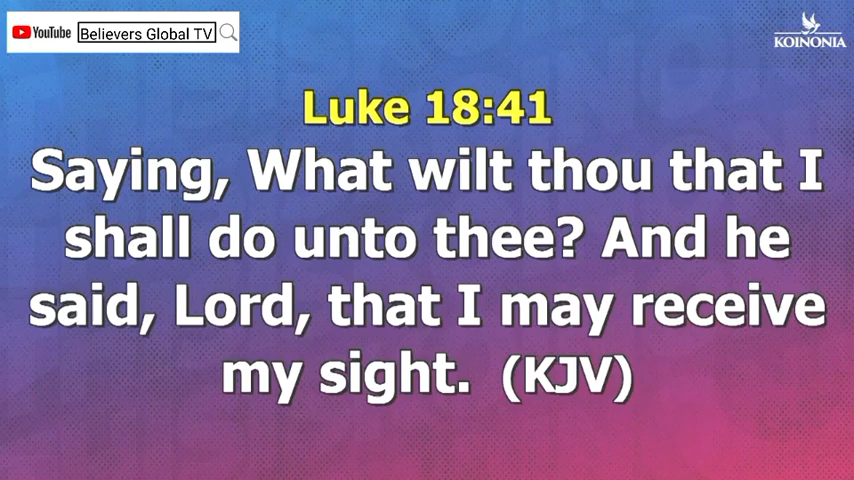 YouTube Believers Global TV
KOINONIA
Luke 18:41
Saying, What wilt thou that I
shall do unto thee? And he
said, Lord, that I may receive
my sight. (KJV)